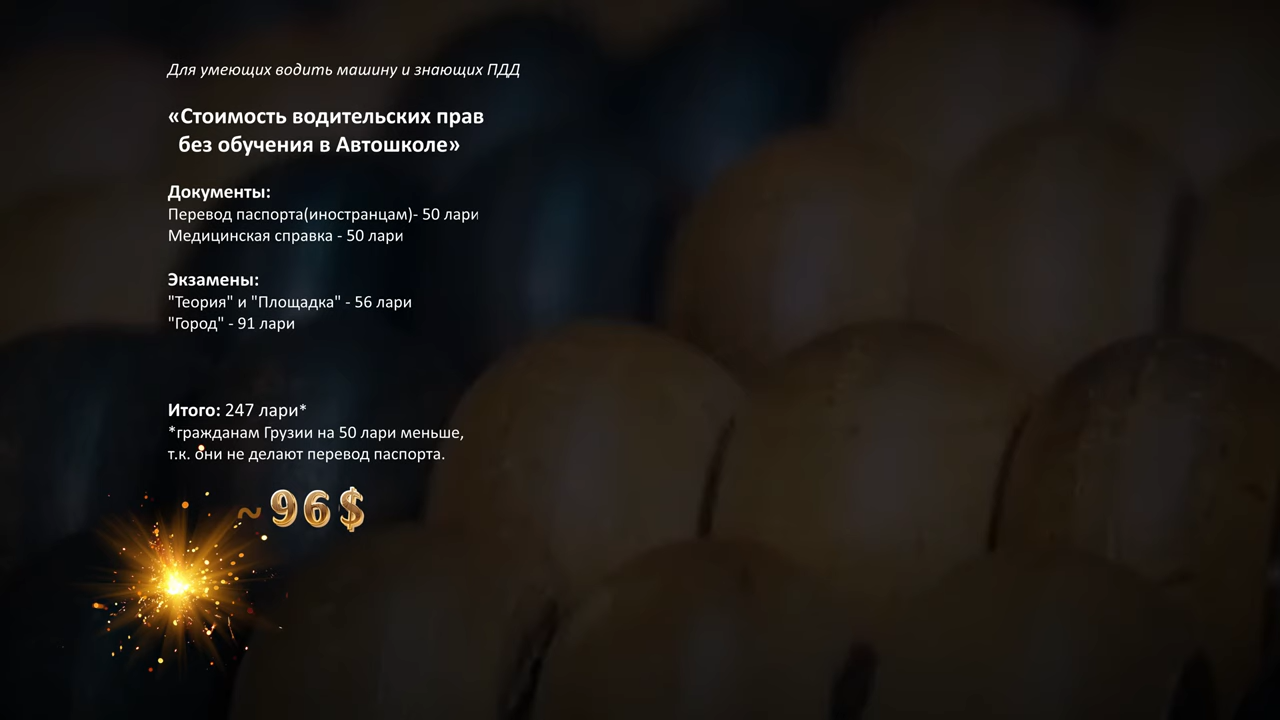 Для умеющих водить машину и знающих ПДД
«Стоимость водительских прав
без обучения в Автошколе»
Документы:
Перевод паспорта(иностранцам)- 50 лари
Медицинская справка - 50 лари
Экзамены:
"Теория" и "Площадка" - 56 лари
"Город" - 91 лари
Итого: 247 лари*
*гражданам Грузии на 50 лари меньше,
т.к. они не делают перевод паспорта.
~96$